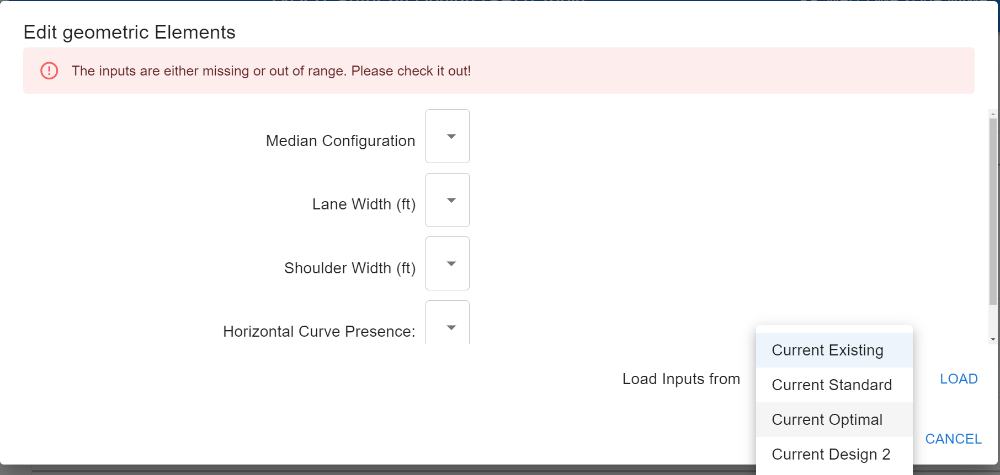 Edit geometric Elements
The inputs are either missing or out of range. Please check it out!
Median Configuration
Lane Width (ft)
Shoulder Width (ft)
Horizontal Curve Presence:
Load Inputs from
Current Existing
Current Standard
Current Optimal
Current Design 2
LOAD
CANCEL